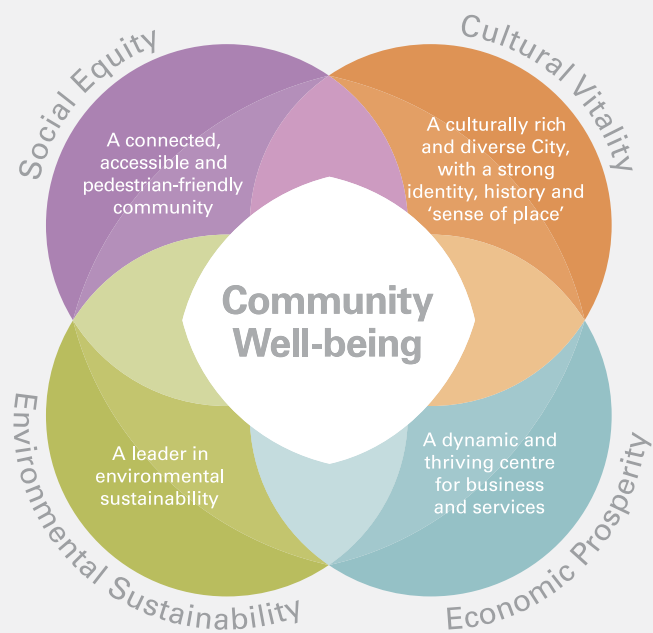 Social Equity
Cultural Vitality
A connected,
accessible and
pedestrian-friendly
community
A culturally rich
and diverse City,
with a strong
identity, history and
‘sense of place’
Community
Well-being
A leader in
environmental
sustainability
A dynamic and
thriving centre
for business
and services
Environmental Sustainability
Economic Prosperity